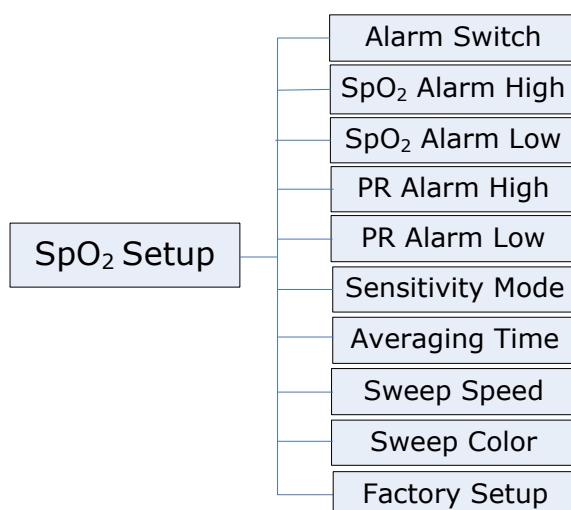 Alarm Switch
SpO₂ Alarm High
SpO₂ Alarm Low
PR Alarm High
SpO₂ Setup
PR Alarm Low
Sensitivity Mode
Averaging Time
Sweep Speed
Sweep Color
Factory Setup